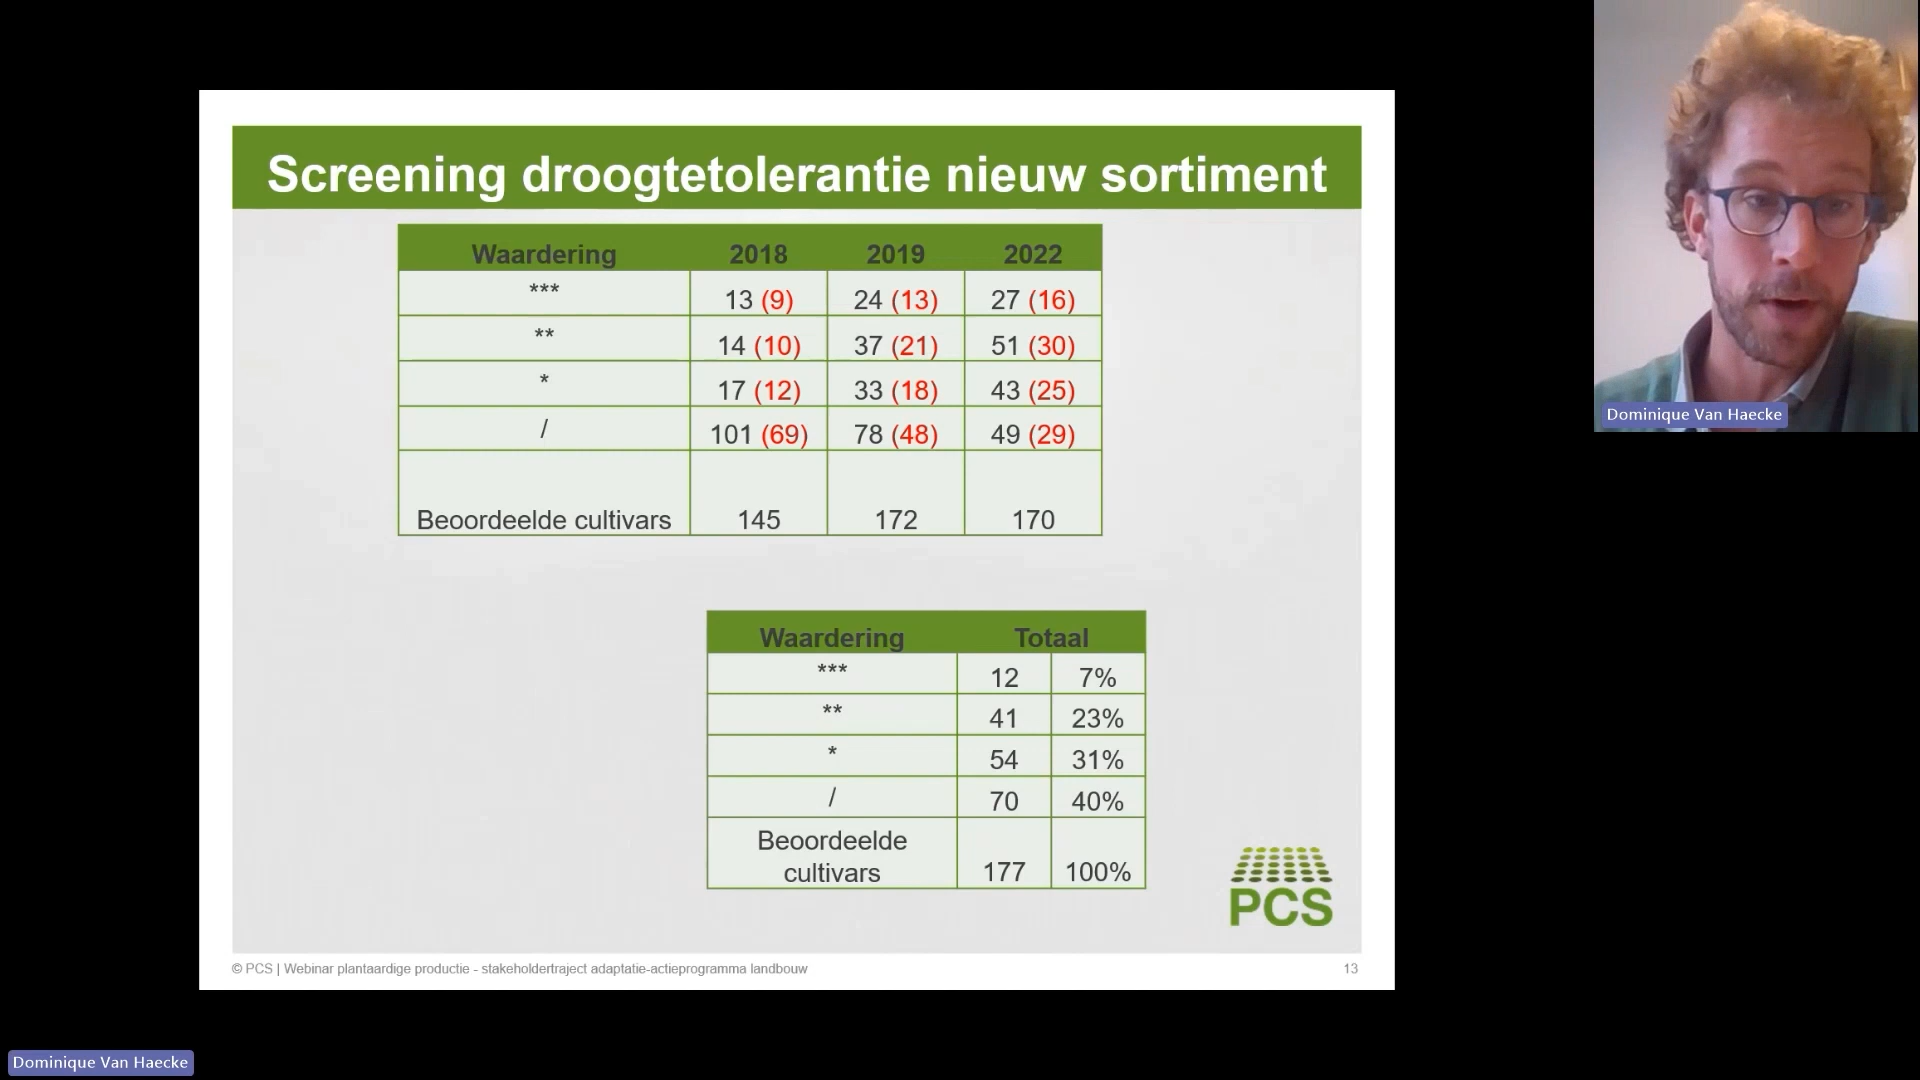 Screening droogtetolerantie nieuw sortiment
Waardering 2018 2019 2022
*** 13 (9) 24 (13) 27 (16)
** 14 (10) 37 (21) 51 (30)
* 17 (12) 33 (18) 43 (25)
/ 101 (69) 78 (48) 49 (29)
Beoordeelde cultivars 145 172 170
Waardering Totaal
*** 12 7%
** 41 23%
* 54 31%
/ 70 40%
Beoordeelde
cultivars 177 100%
PCS
© PCS | Webinar plantaardige productie - stakeholdertraject adaptatie-actieprogramma landbouw 13
Dominique Van Haecke
Dominique Van Haecke